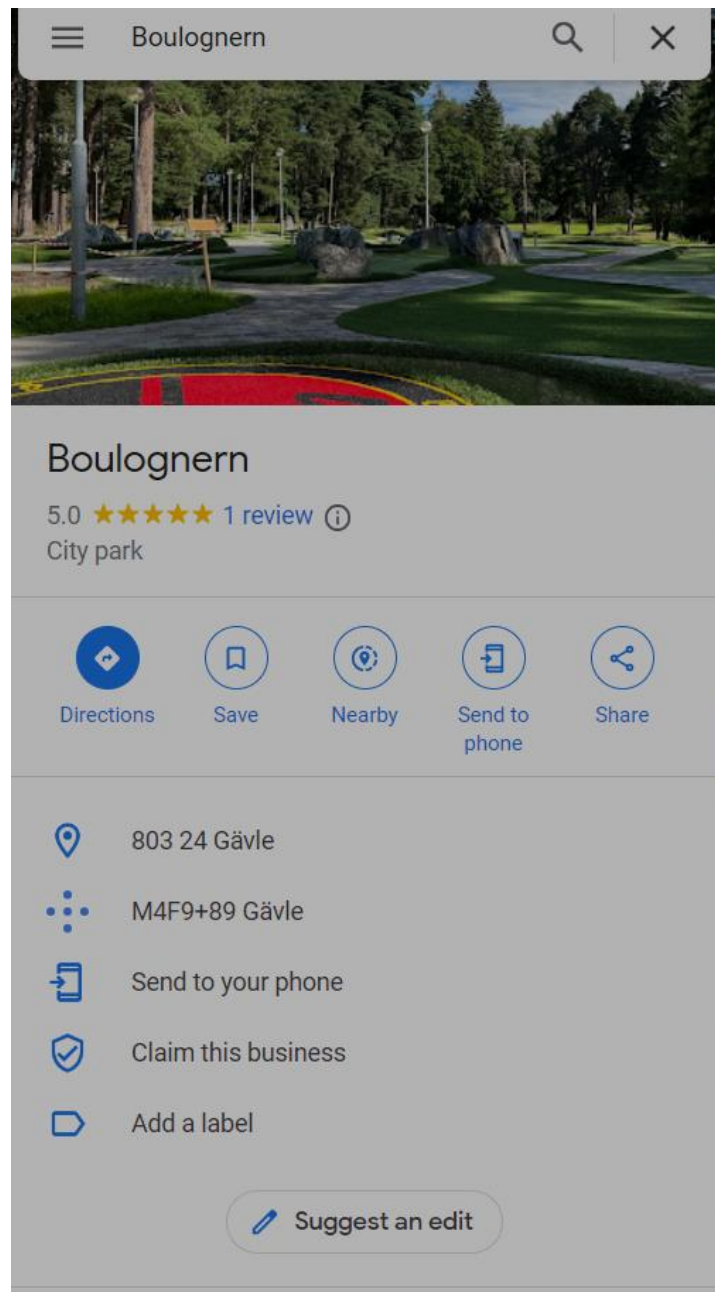 Boulognern
Boulognern
5.0 1 review
City park
Directions
Save
Nearby
Send to
phone
Share
803 24 Gävle
M4F9+89 Gävle
Send to your phone
Claim this business
Add a label
Suggest an edit